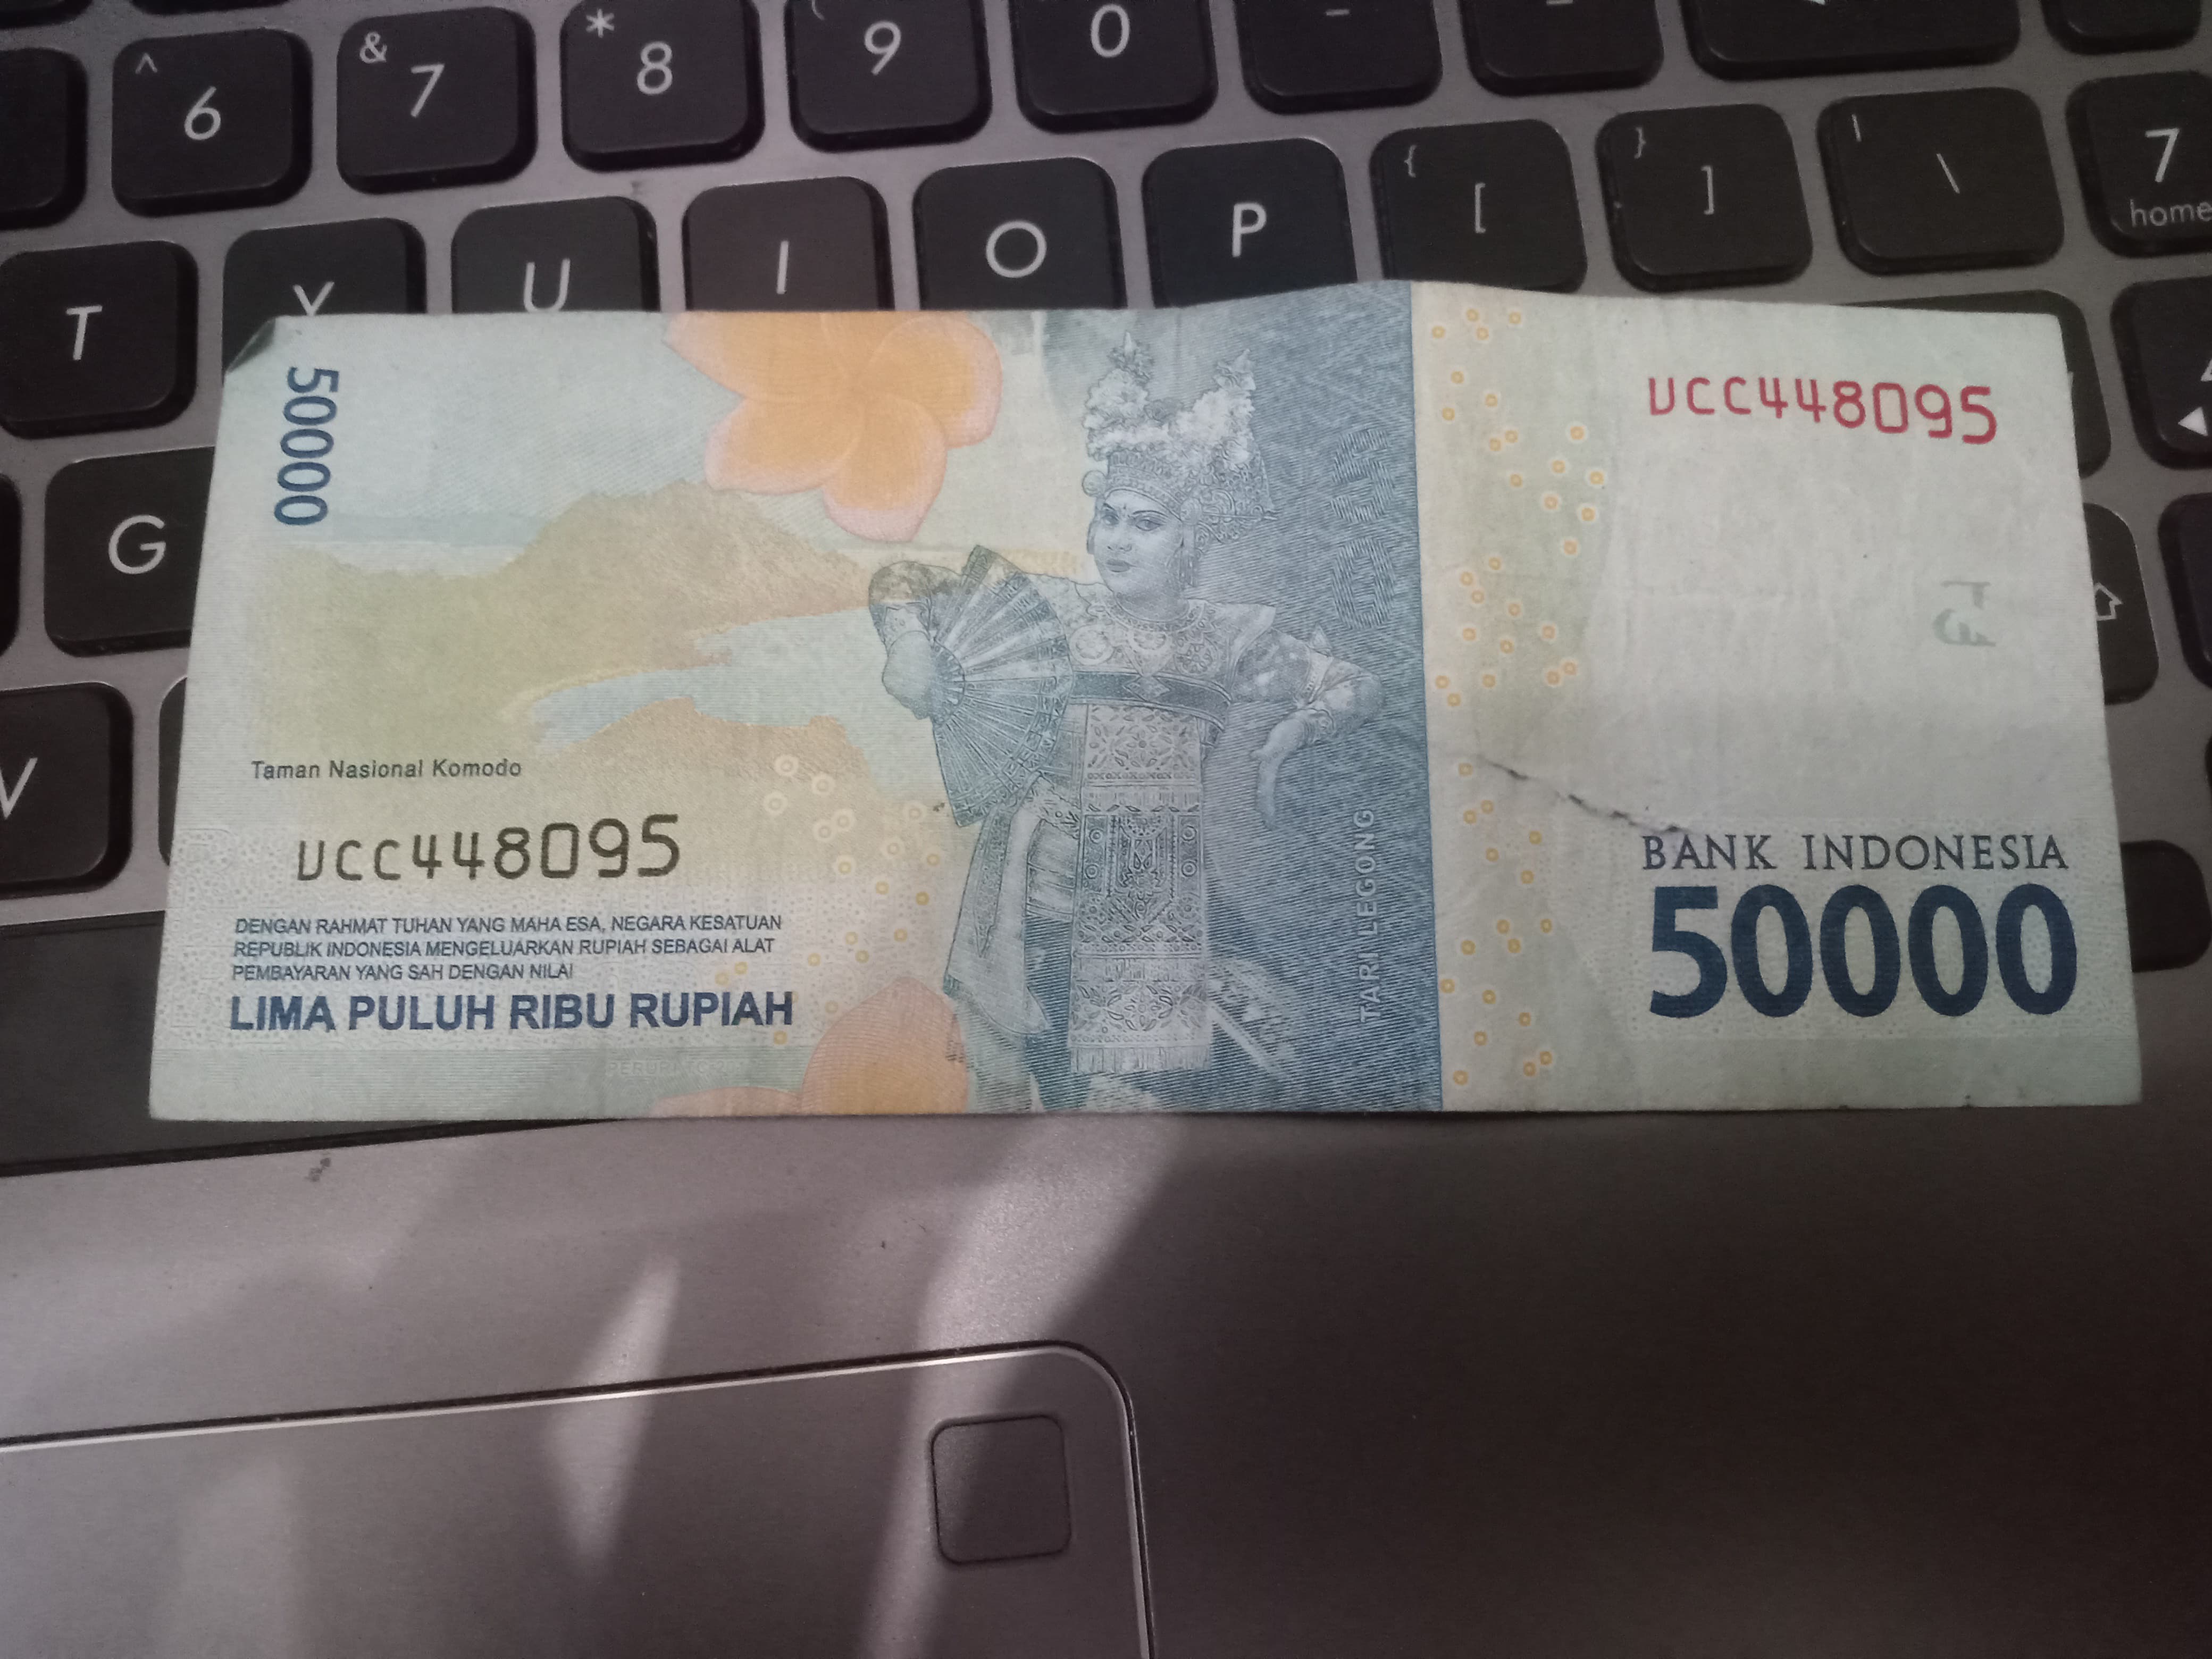 ^ 6 & 7 * 8 ( 9 0 - =
T Y U I O P { [ } ] | \ 7 home
G
V
50000
UCC448095
Taman Nasional Komodo
UCC448095
DENGAN RAHMAT TUHAN YANG MAHA ESA, NEGARA KESATUAN
REPUBLIK INDONESIA MENGELUARKAN RUPIAH SEBAGAI ALAT
PEMBAYARAN YANG SAH DENGAN NILAI
LIMA PULUH RIBU RUPIAH
TARI LEGONG
BANK INDONESIA
50000